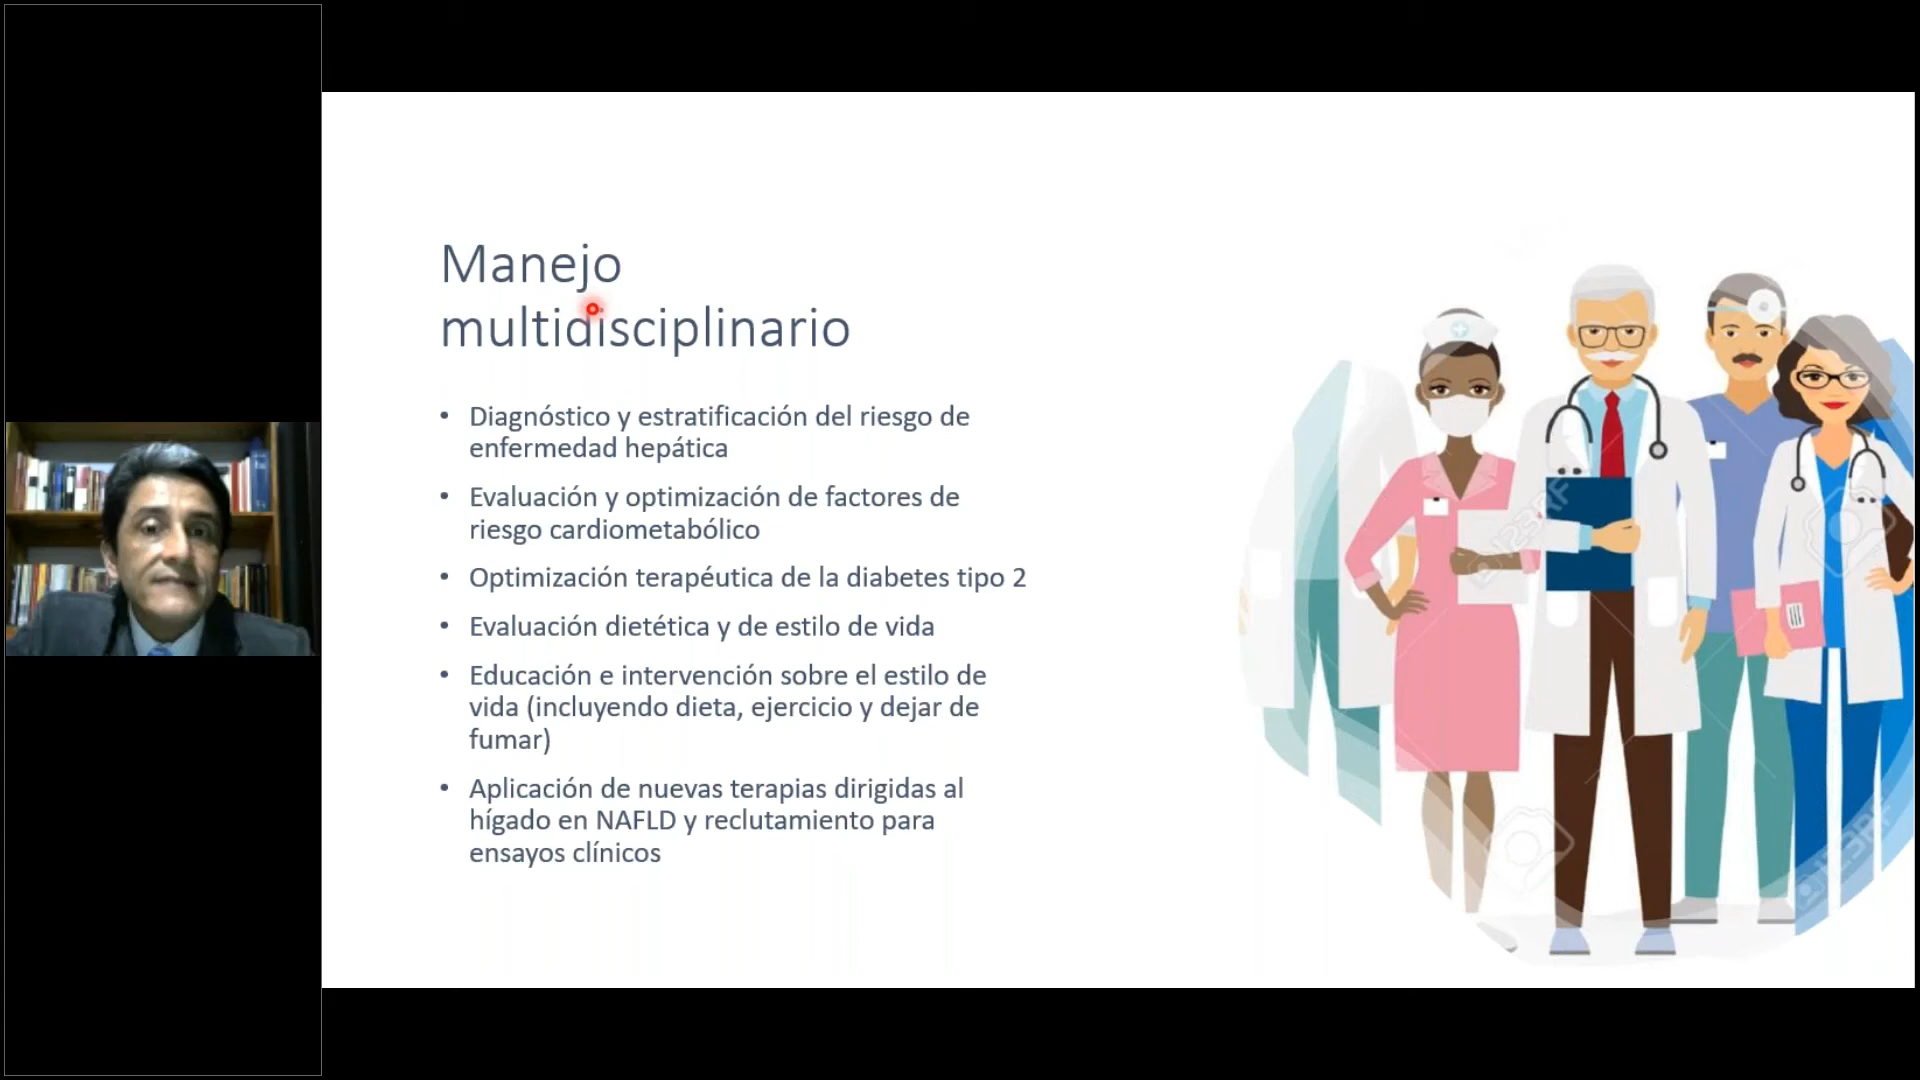 Manejo
multidisciplinario
• Diagnóstico y estratificación del riesgo de
enfermedad hepática
• Evaluación y optimización de factores de
riesgo cardiometabólico
• Optimización terapéutica de la diabetes tipo 2
• Evaluación dietética y de estilo de vida
• Educación e intervención sobre el estilo de
vida (incluyendo dieta, ejercicio y dejar de
fumar)
• Aplicación de nuevas terapias dirigidas al
hígado en NAFLD y reclutamiento para
ensayos clínicos
123RF
123RF